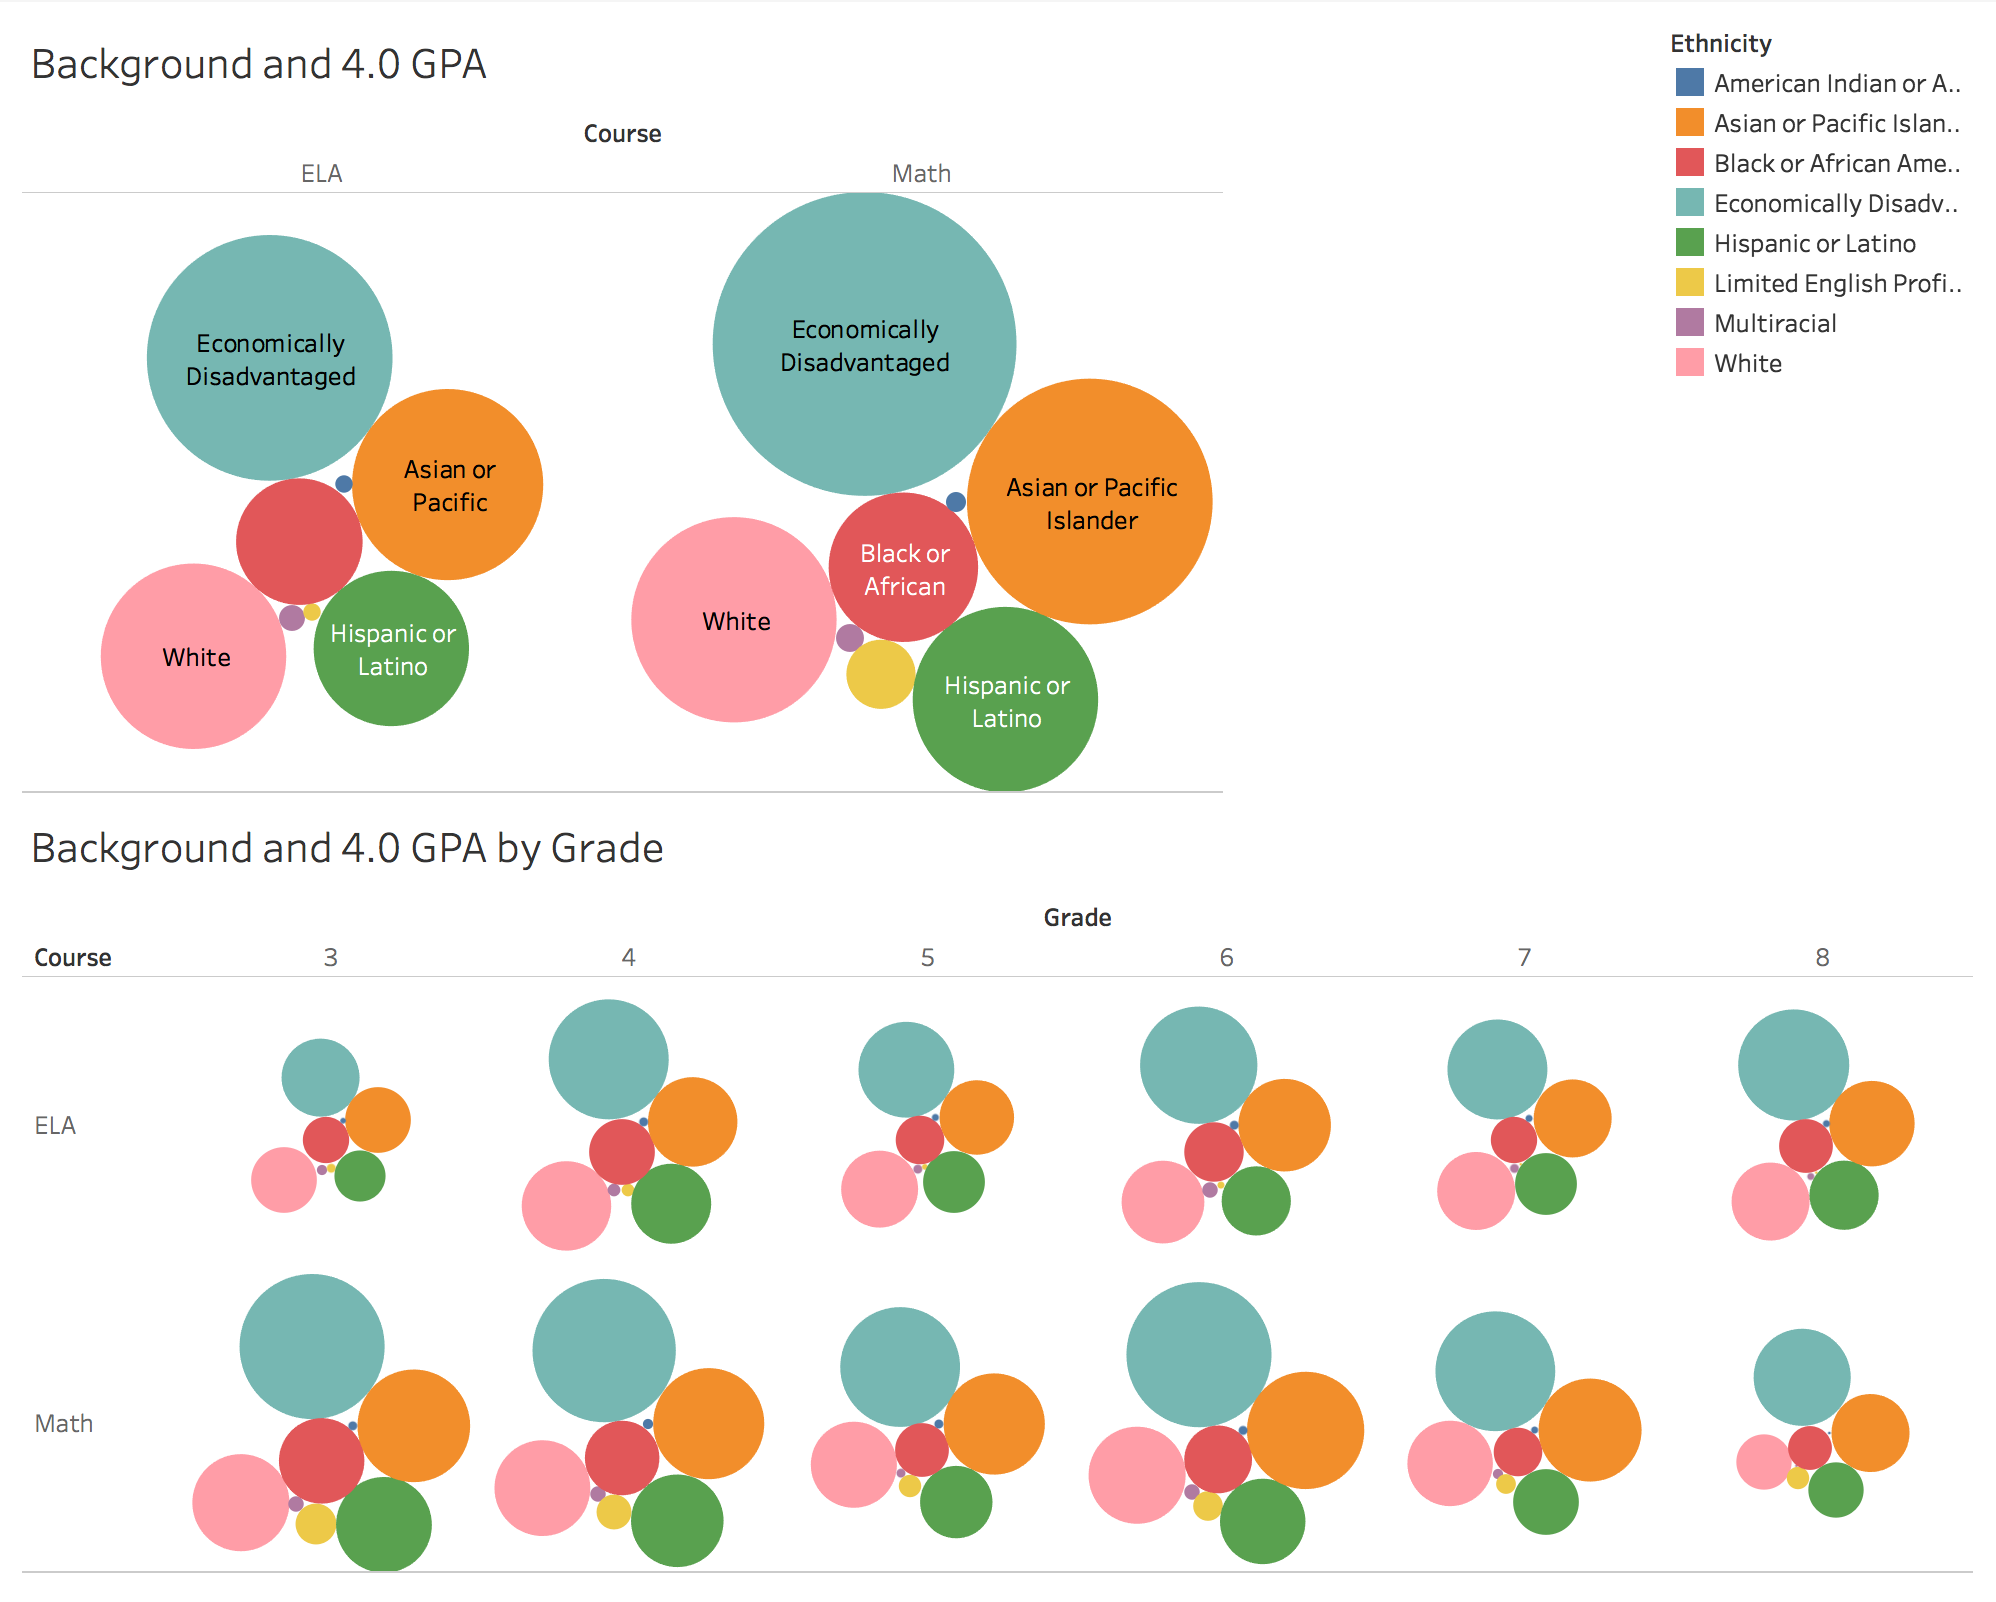 Background and 4.0 GPA
Course
ELA
Math
Economically
Disadvantaged
Asian or
Pacific
White
Hispanic or
Latino
Economically
Disadvantaged
Asian or Pacific
Islander
Black or
African
White
Hispanic or
Latino
Ethnicity
American Indian or A..
Asian or Pacific Islan..
Black or African Ame..
Economically Disadv..
Hispanic or Latino
Limited English Profi..
Multiracial
White
Background and 4.0 GPA by Grade
Grade
Course 3 4 5 6 7 8
ELA
Math